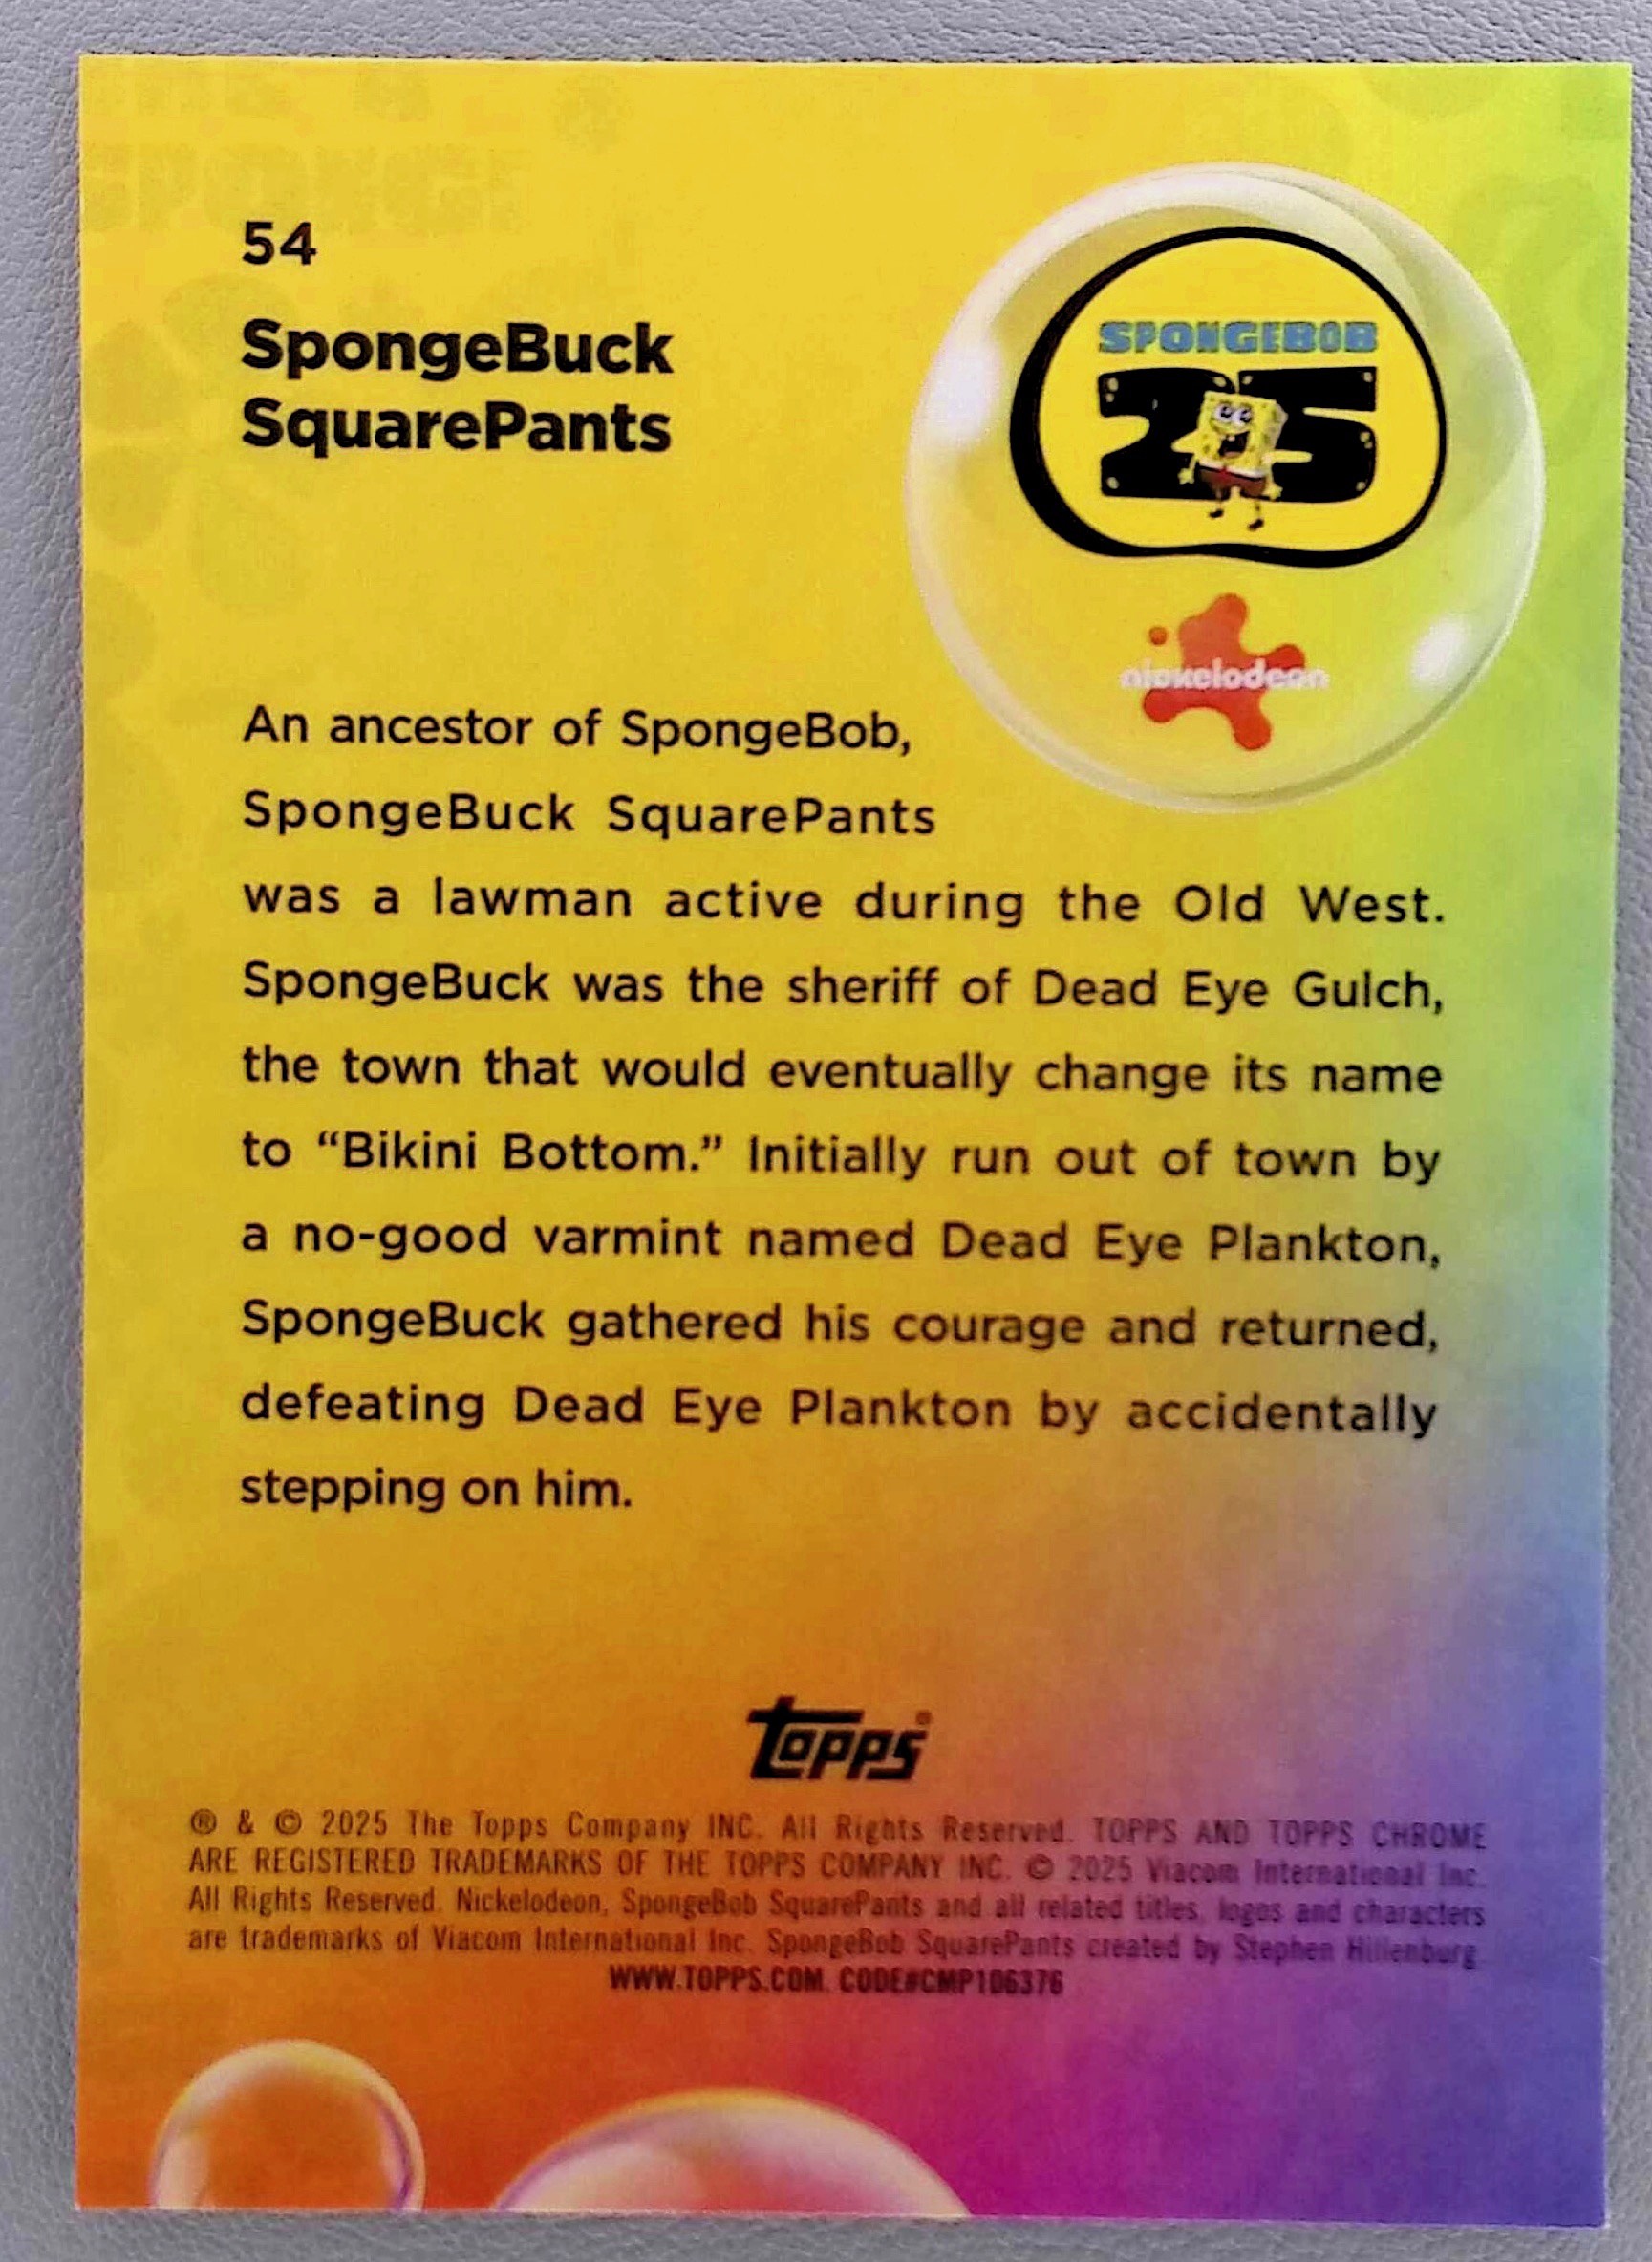 54
SpongeBuck
SquarePants
SPONGEBOB
25
nickelodeon
An ancestor of SpongeBob,
SpongeBuck SquarePants
was a lawman active during the Old West.
SpongeBuck was the sheriff of Dead Eye Gulch,
the town that would eventually change its name
to “Bikini Bottom.” Initially run out of town by
a no-good varmint named Dead Eye Plankton,
SpongeBuck gathered his courage and returned,
defeating Dead Eye Plankton by accidentally
stepping on him.
topps®
® & © 2025 The Topps Company INC. All Rights Reserved. TOPPS AND TOPPS CHROME
ARE REGISTERED TRADEMARKS OF THE TOPPS COMPANY INC. © 2025 Viacom International Inc.
All Rights Reserved. Nickelodeon, SpongeBob SquarePants and all related titles, logos and characters
are trademarks of Viacom International Inc. SpongeBob SquarePants created by Stephen Hillenburg.
WWW.TOPPS.COM. CODE#CMP106376